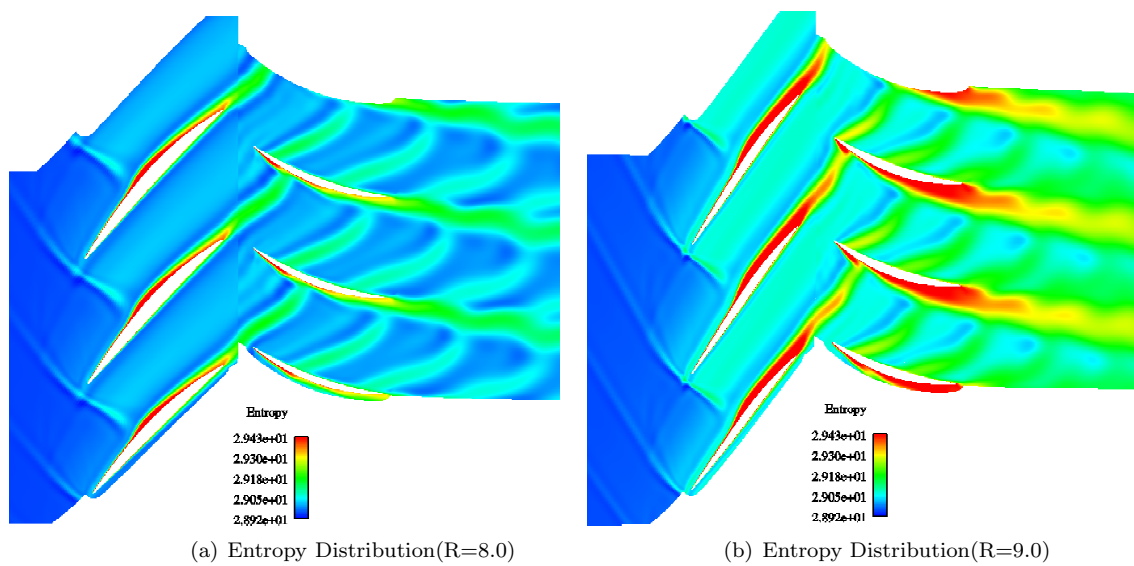 Entropy
2.943e+01
2.930e+01
2.918e+01
2.905e+01
2.892e+01
(a) Entropy Distribution(R=8.0)
Entropy
2.943e+01
2.930e+01
2.918e+01
2.905e+01
2.892e+01
(b) Entropy Distribution(R=9.0)